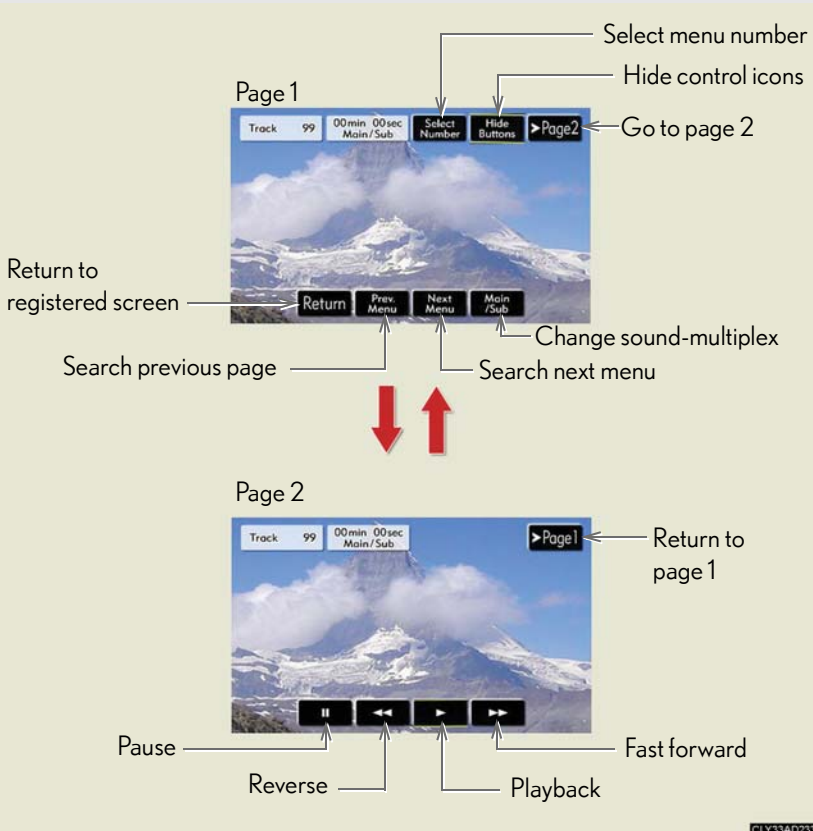 Select menu number
Hide control icons
Page 1
Track 99
00min 00sec
Main/Sub
Select
Number
Hide
Buttons
>Page2
Go to page 2
Return to
registered screen
Return
Prev.
Menu
Next
Menu
Main
/Sub
Change sound-multiplex
Search previous page
Search next menu
Page 2
Track 99
00min 00sec
Main/Sub
>Page1
Return to
page 1
Pause
Fast forward
Reverse
Playback